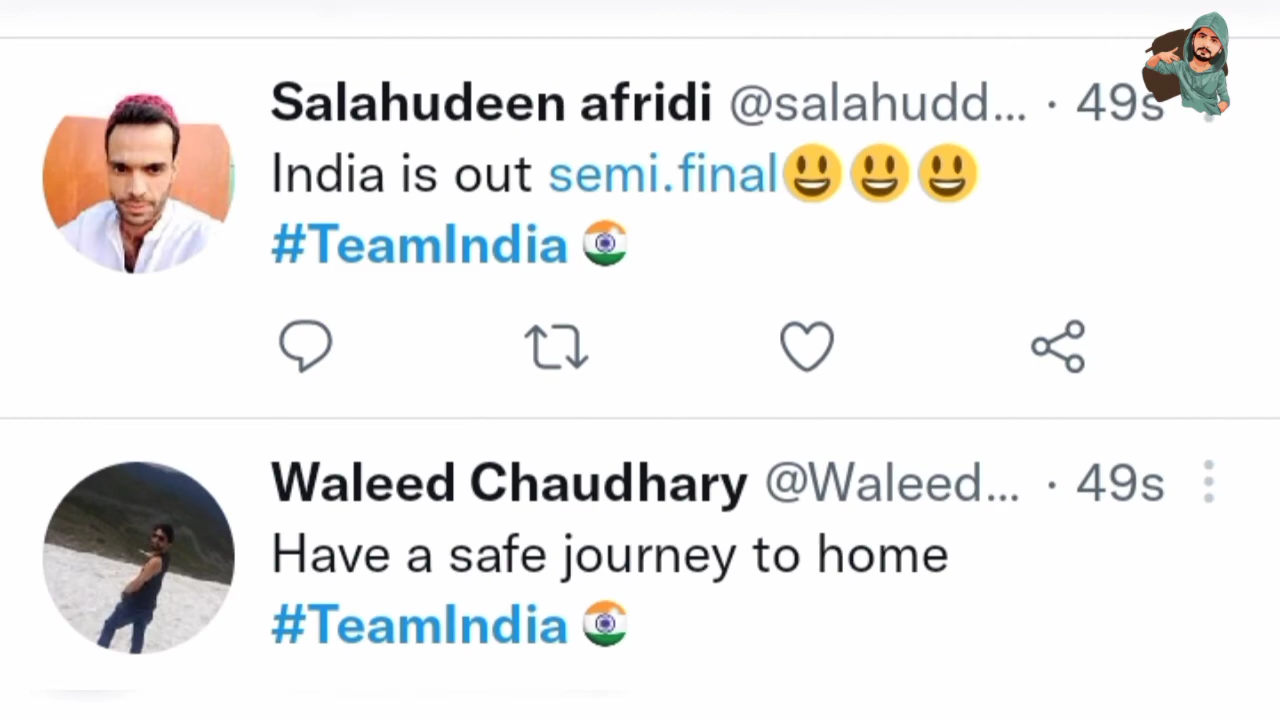 Salahudeen afridi @salahudd... · 49s
India is out semi.final😃😃😃
#TeamIndia
Waleed Chaudhary @Waleed... · 49s
Have a safe journey to home
#TeamIndia